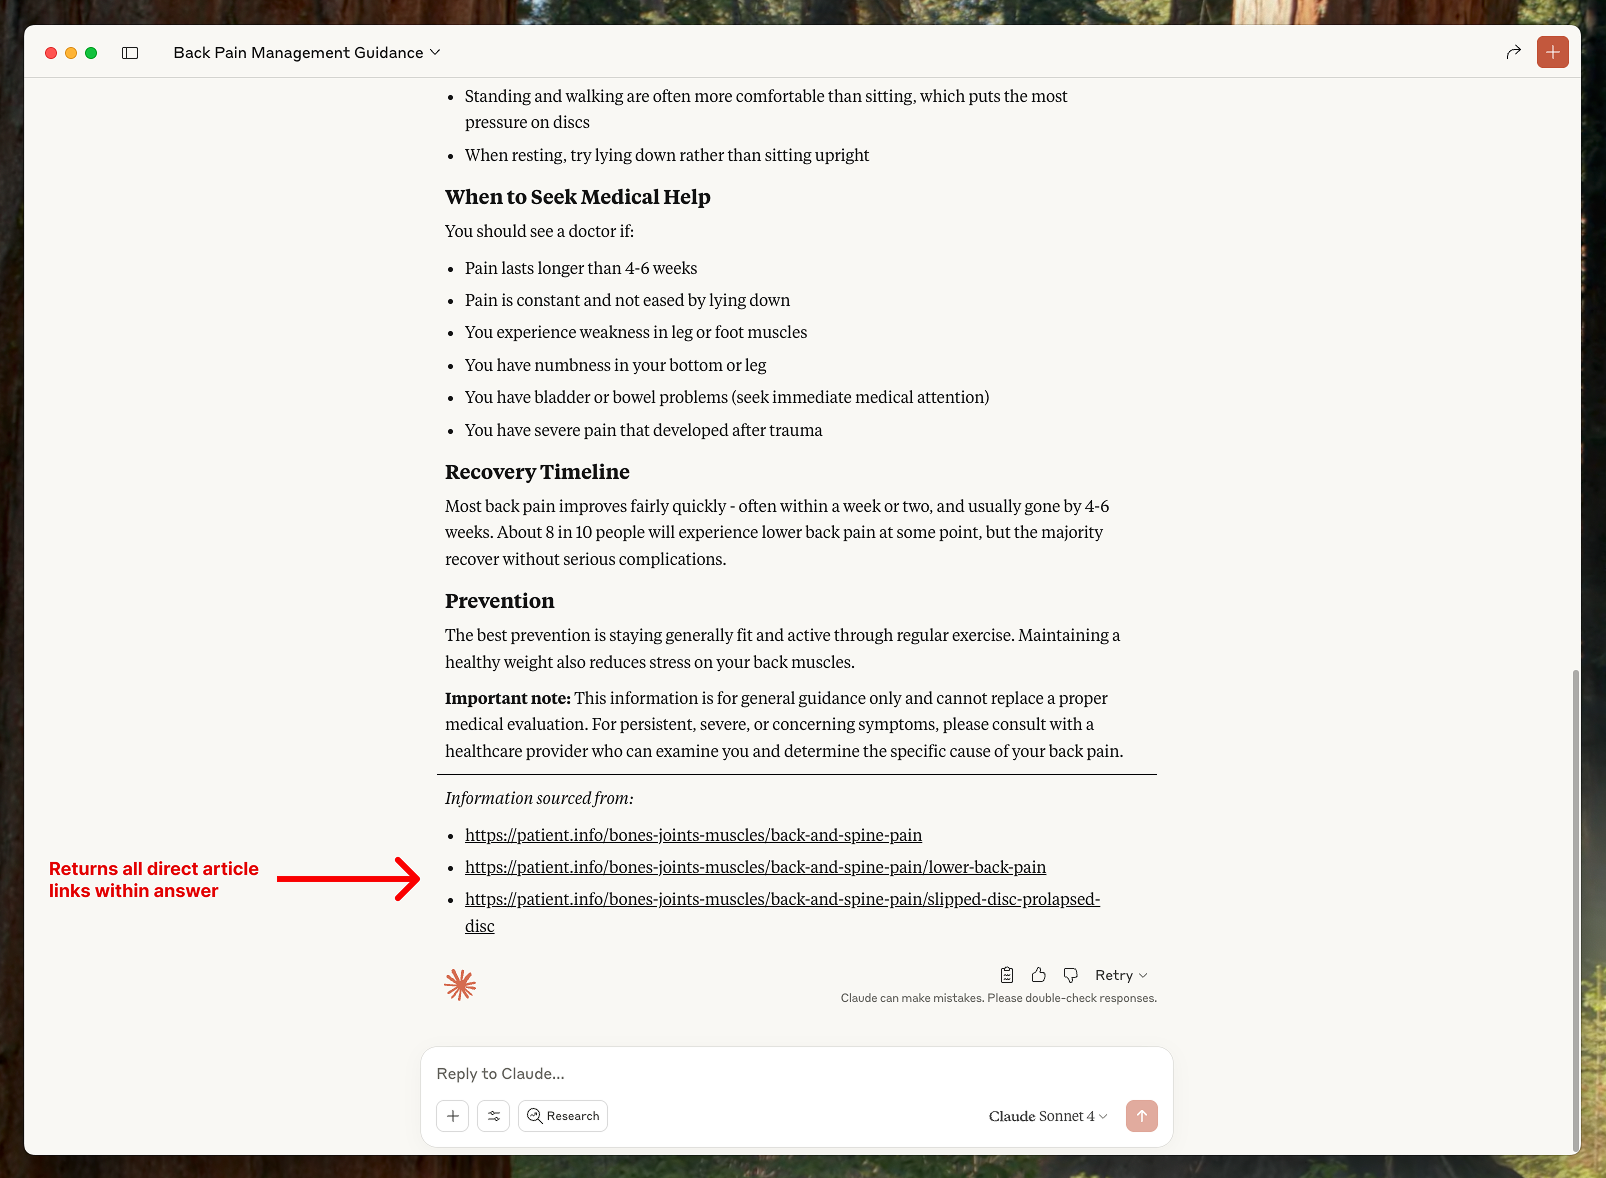 Back Pain Management Guidance
Standing and walking are often more comfortable than sitting, which puts the most
pressure on discs
When resting, try lying down rather than sitting upright
When to Seek Medical Help
You should see a doctor if:
Pain lasts longer than 4-6 weeks
Pain is constant and not eased by lying down
You experience weakness in leg or foot muscles
You have numbness in your bottom or leg
You have bladder or bowel problems (seek immediate medical attention)
You have severe pain that developed after trauma
Recovery Timeline
Most back pain improves fairly quickly - often within a week or two, and usually gone by 4-6
weeks. About 8 in 10 people will experience lower back pain at some point, but the majority
recover without serious complications.
Prevention
The best prevention is staying generally fit and active through regular exercise. Maintaining a
healthy weight also reduces stress on your back muscles.
Important note: This information is for general guidance only and cannot replace a proper
medical evaluation. For persistent, severe, or concerning symptoms, please consult with a
healthcare provider who can examine you and determine the specific cause of your back pain.
Information sourced from:
https://patient.info/bones-joints-muscles/back-and-spine-pain
https://patient.info/bones-joints-muscles/back-and-spine-pain/lower-back-pain
https://patient.info/bones-joints-muscles/back-and-spine-pain/slipped-disc-prolapsed-
disc
Returns all direct article
links within answer
Retry
Claude can make mistakes. Please double-check responses.
Reply to Claude...
Research
Claude Sonnet 4